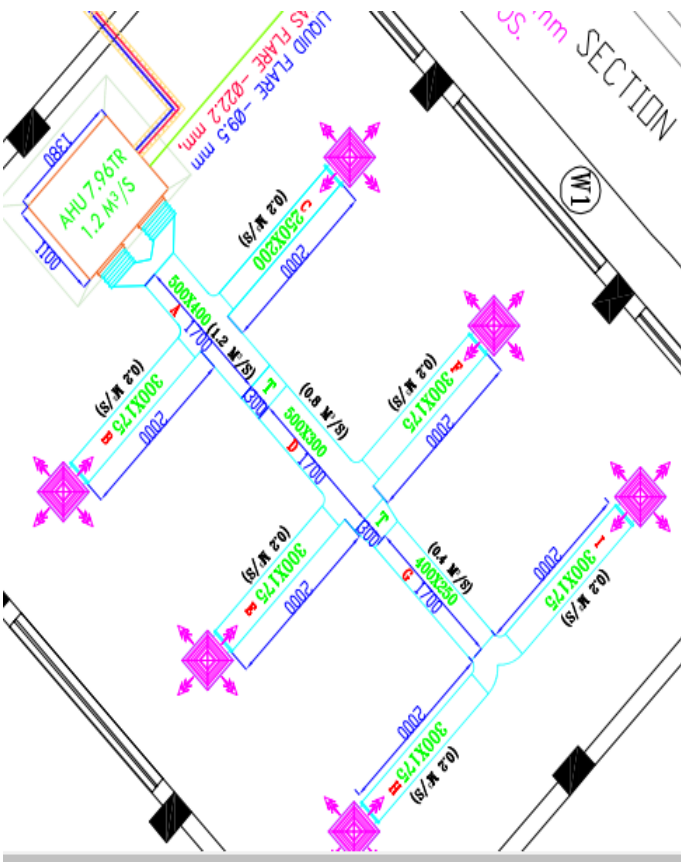 mm SECTION
OS.
LIQUID FLARE -Ø9.5 mm
AS FLARE -Ø22.2 mm,
W1
1380
AHU 7.96TR
1.2 M³/S
1100
C 250X200
(0.2 M³/S)
2000
500X400
A 1700
(1.2 M³/S)
T
300
(0.2 M³/S)
300X175 B
2000
(0.8 M³/S)
500X300
D 1700
F 300X175
(0.2 M³/S)
2000
T
300
(0.2 M³/S)
300X175
2000
(0.4 M³/S)
400X250
G 1700
2000
I 300X175
(0.2 M³/S)
2000
300X175 H
(0.2 M³/S)